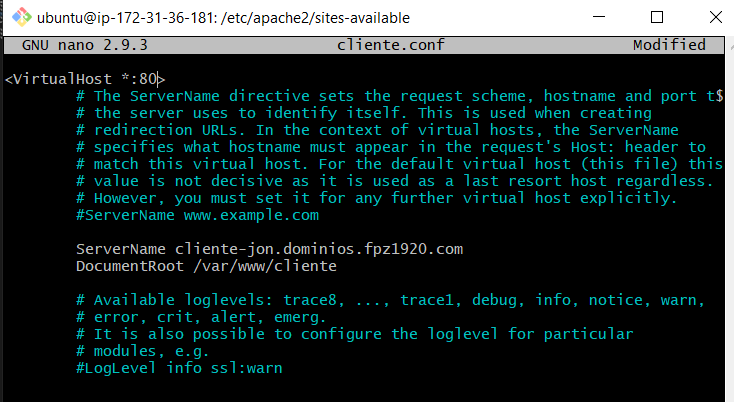 ubuntu@ip-172-31-36-181: /etc/apache2/sites-available
GNU nano 2.9.3 cliente.conf Modified
<VirtualHost *:80>
# The ServerName directive sets the request scheme, hostname and port t$
# the server uses to identify itself. This is used when creating
# redirection URLs. In the context of virtual hosts, the ServerName
# specifies what hostname must appear in the request's Host: header to
# match this virtual host. For the default virtual host (this file) this
# value is not decisive as it is used as a last resort host regardless.
# However, you must set it for any further virtual host explicitly.
#ServerName www.example.com
ServerName cliente-jon.dominios.fpz1920.com
DocumentRoot /var/www/cliente
# Available loglevels: trace8, ..., trace1, debug, info, notice, warn,
# error, crit, alert, emerg.
# It is also possible to configure the loglevel for particular
# modules, e.g.
#LogLevel info ssl:warn